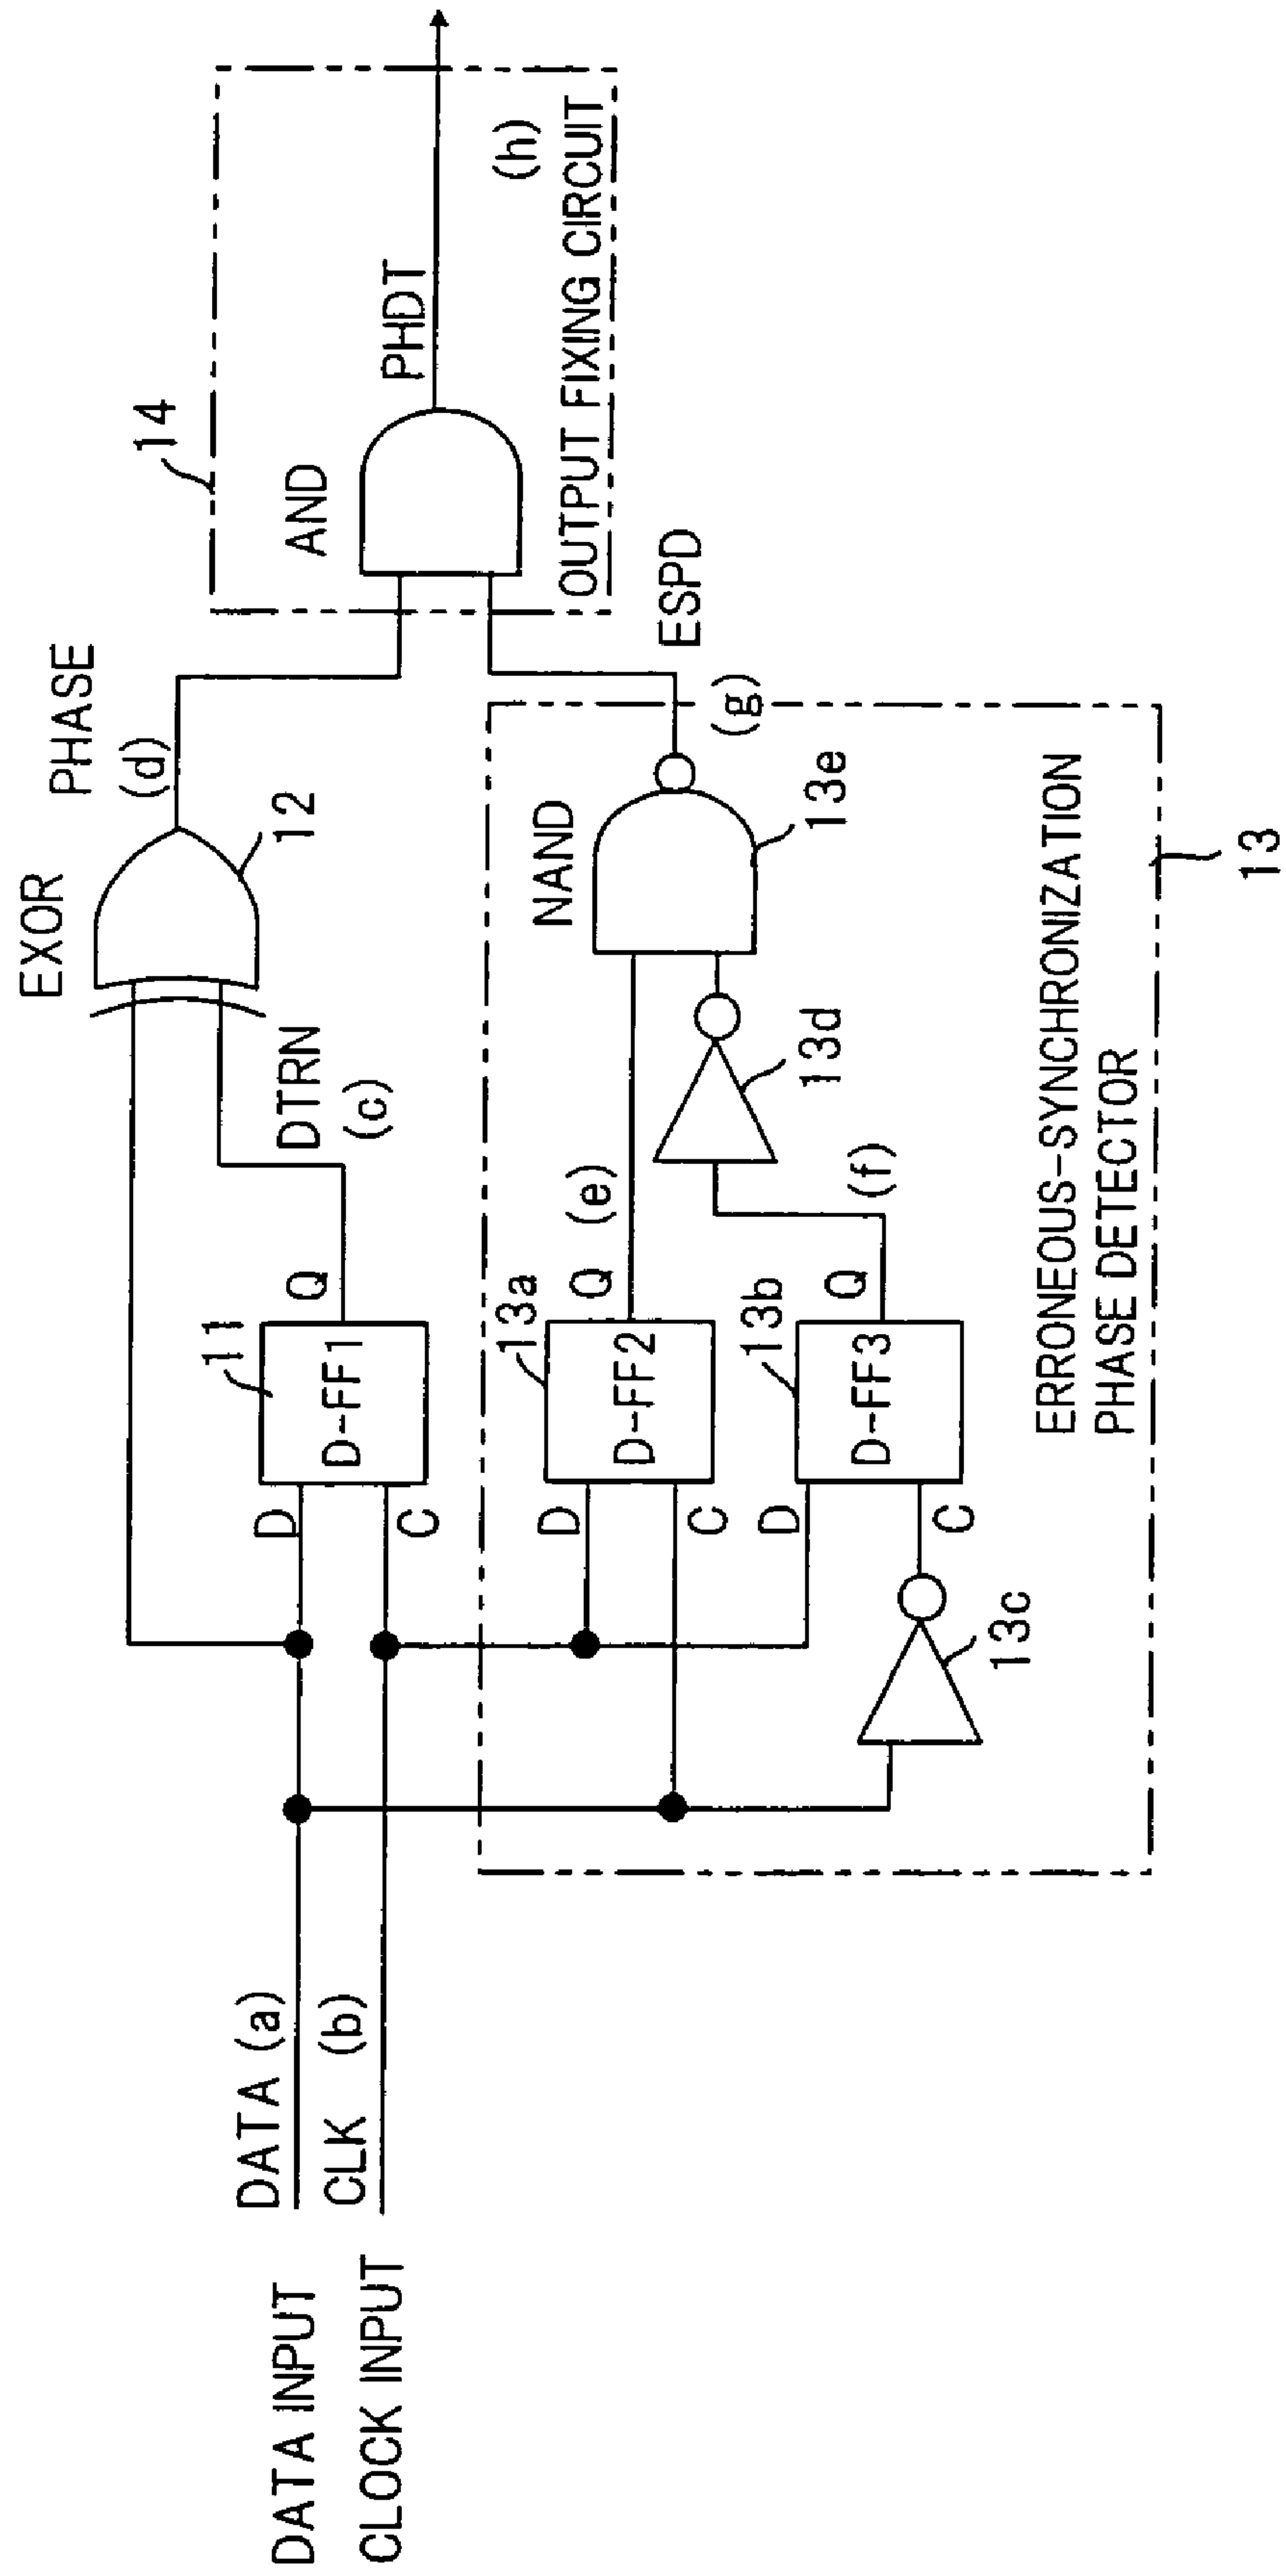 DATA INPUT
DATA (a)
CLOCK INPUT
CLK (b)
EXOR
PHASE
(d)
12
DTRN
(c)
11
D
Q
D-FF1
C
14
AND
PHDT
(h)
OUTPUT FIXING CIRCUIT
ESPD
(g)
NAND
13e
13a
D
Q
(e)
D-FF2
C
13d
13b
D
Q
(f)
D-FF3
C
13c
ERRONEOUS-SYNCHRONIZATION
PHASE DETECTOR
13